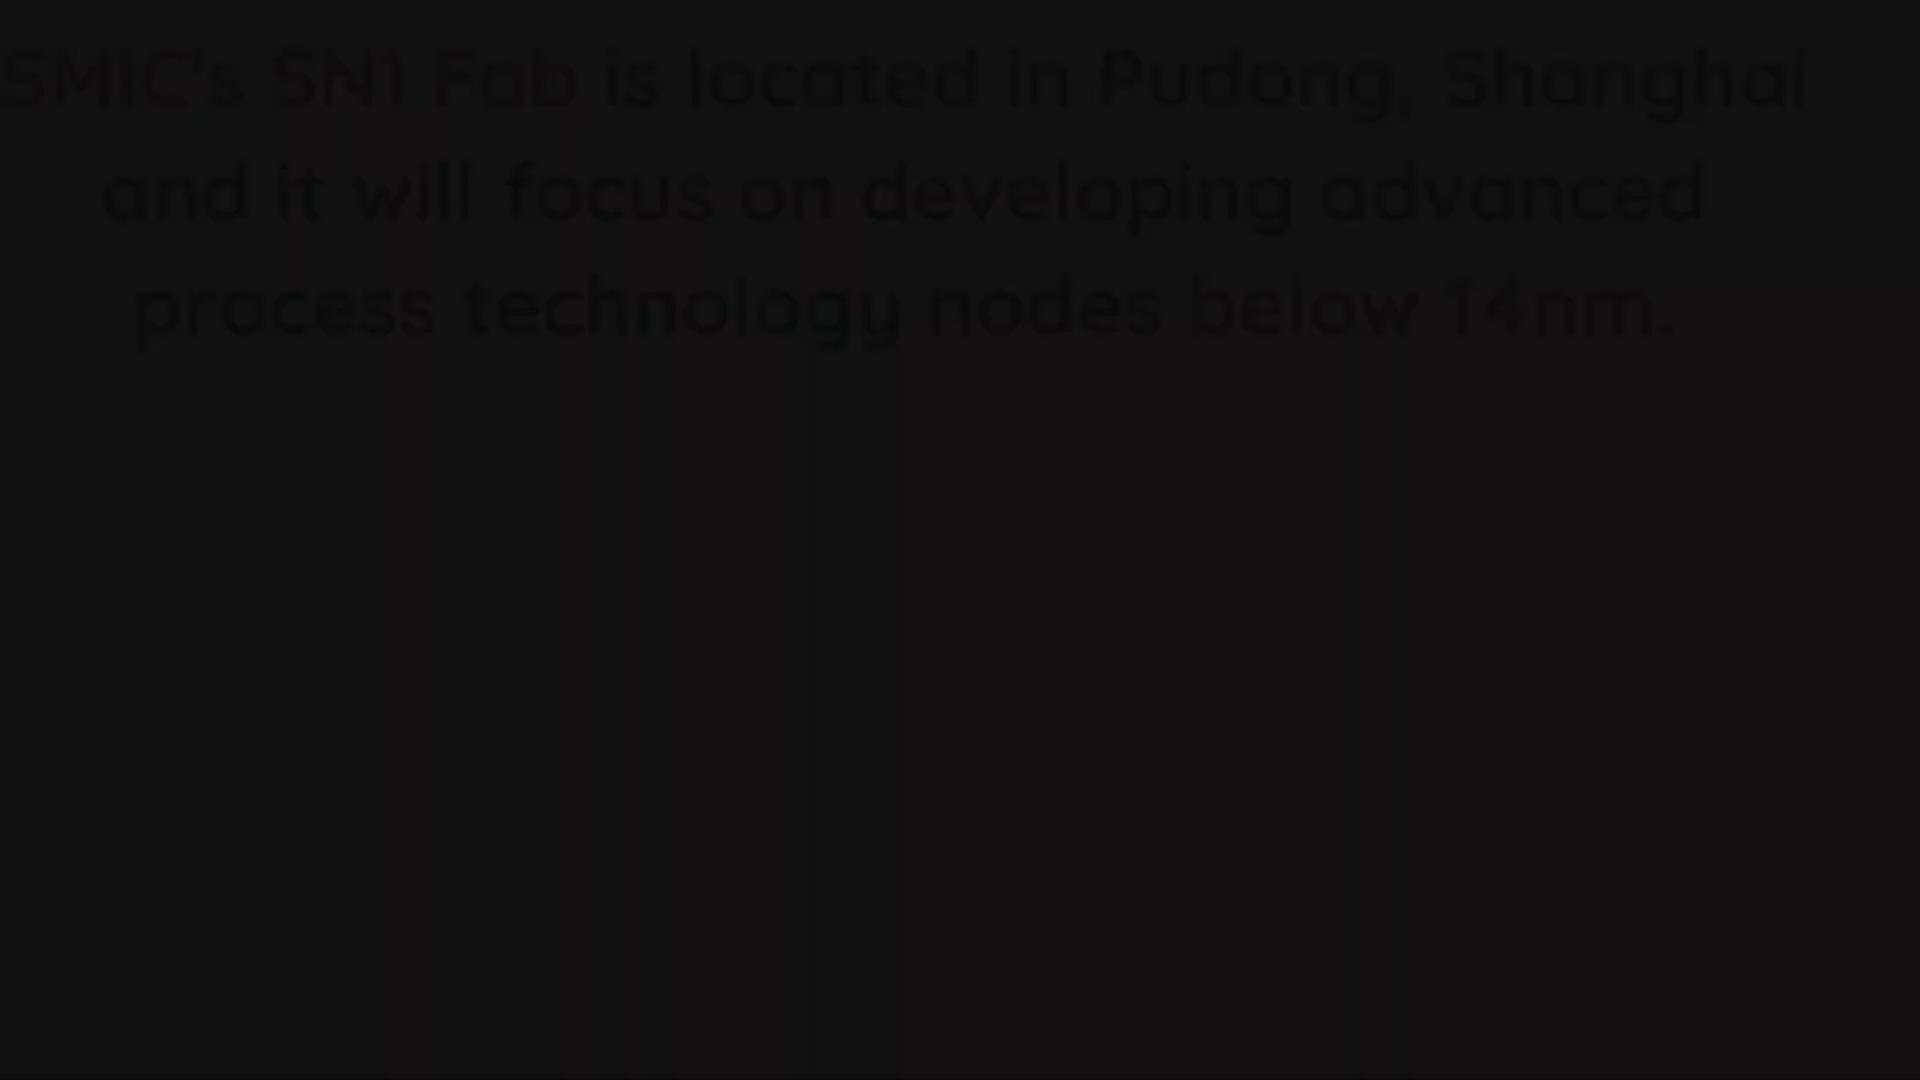 SMIC's SN1 Fab is located in Pudong, Shanghai
and it will focus on developing advanced
process technology nodes below 14nm.